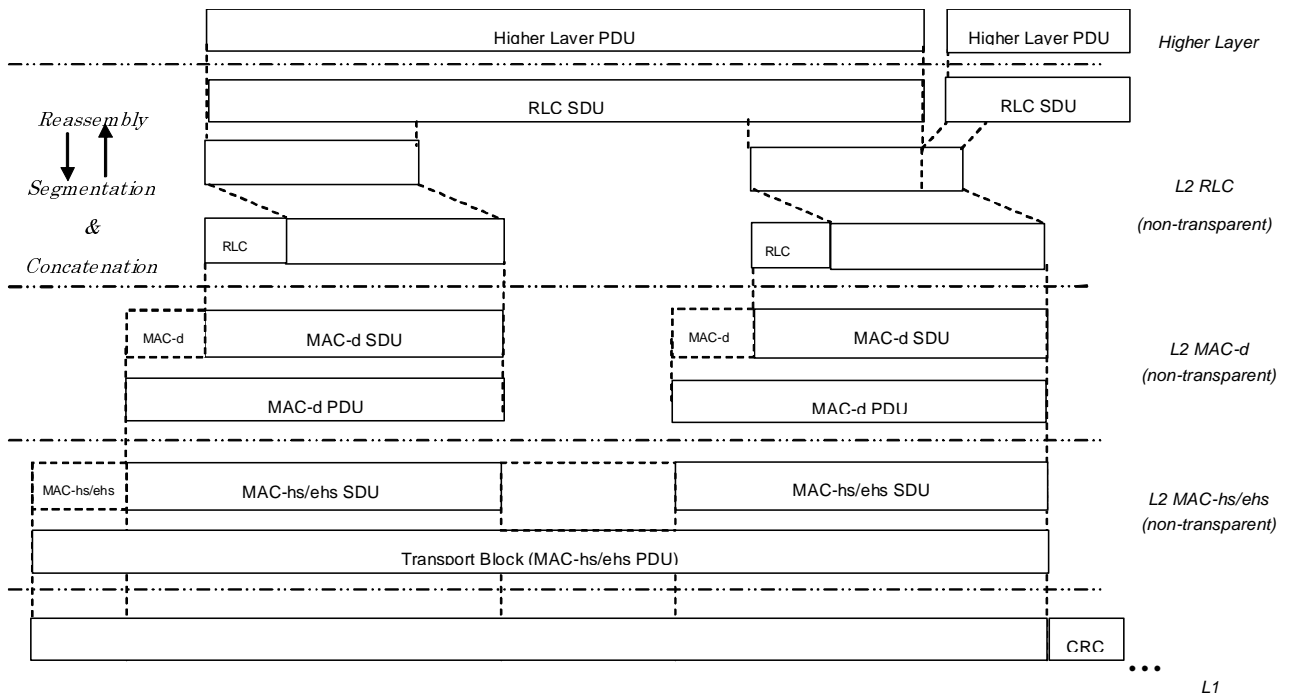 Higher Layer PDU
Higher Layer PDU
Higher Layer
RLC SDU
RLC SDU
Reassembly
Segmentation
&
Concatenation
L2 RLC
(non-transparent)
RLC
RLC
MAC-d
MAC-d SDU
MAC-d
MAC-d SDU
L2 MAC-d
(non-transparent)
MAC-d PDU
MAC-d PDU
MAC-hs/ehs
MAC-hs/ehs SDU
MAC-hs/ehs SDU
L2 MAC-hs/ehs
(non-transparent)
Transport Block (MAC-hs/ehs PDU)
CRC
•••
L1